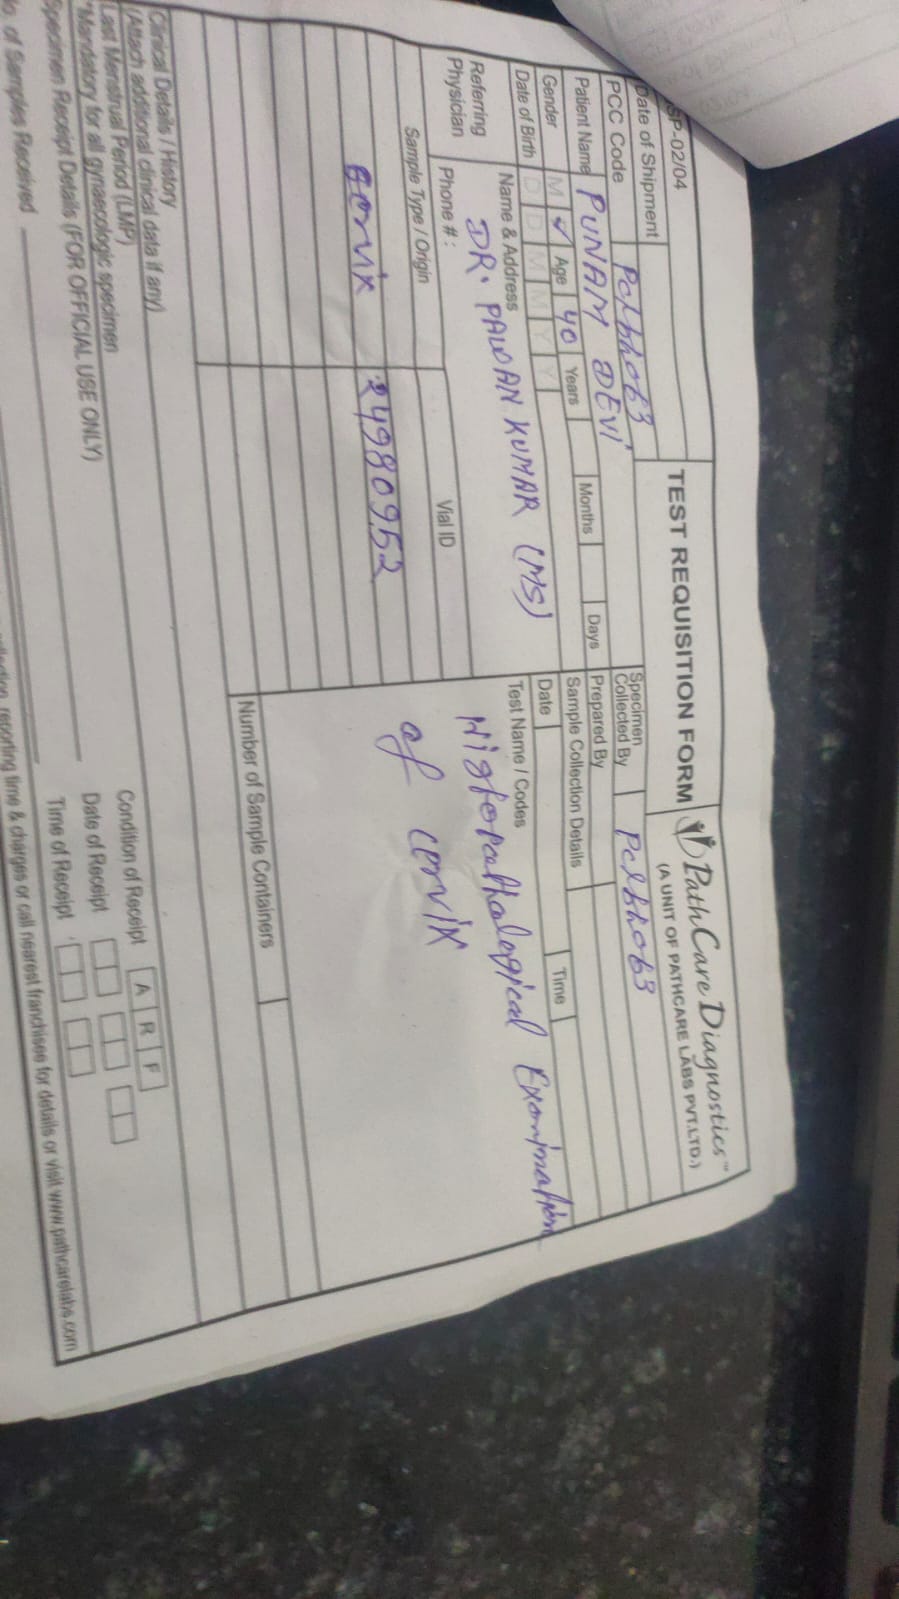 SP-02/04
TEST REQUISITION FORM
PathCare Diagnostics™
(A UNIT OF PATHCARE LABS PVT.LTD.)
Date of Shipment
PCC Code
Specimen Collected By
Patient Name PUNAM DEVI
Prepared By
Gender M ✓ Age 40 Years Months Days
Sample Collection Details
Date of Birth D D M M Y Y
Date Time
Referring Physician
Name & Address
DR. PAWAN KUMAR (MS)
Phone # :
Test Name / Codes
Histopathological Examination
of cervix
Sample Type / Origin Vial ID
cervix 24980952
Number of Sample Containers
Clinical Details / History
(Attach additional clinical data if any)
Last Menstrual Period (LMP)
*Mandatory for all gynaecologic specimen
Specimen Receipt Details (FOR OFFICIAL USE ONLY)
of Samples Received
Condition of Receipt A R F
Date of Receipt
Time of Receipt
reporting time & charges or call nearest franchisee for details or visit www.pathcarelabs.com